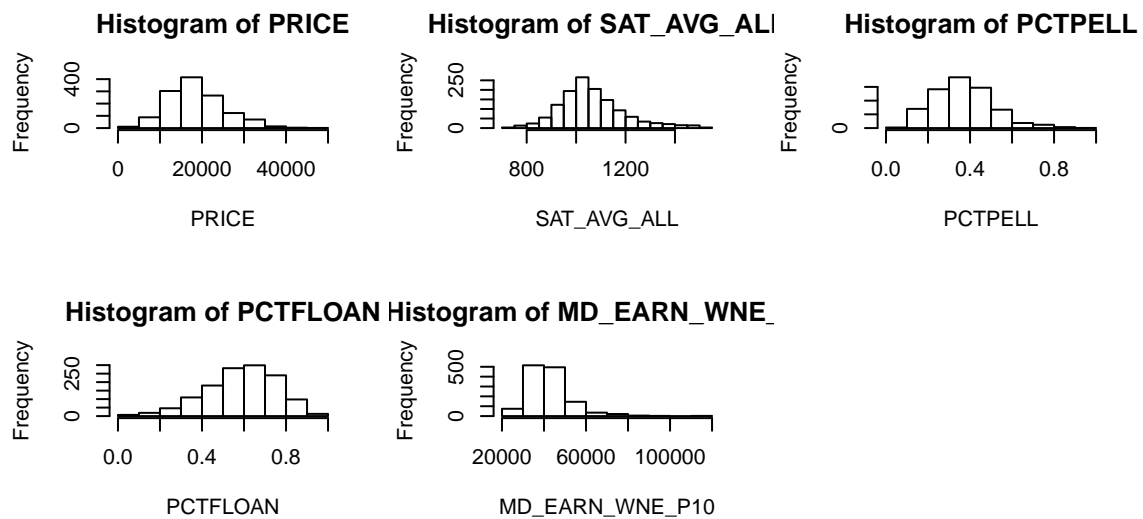 Histogram of PRICE
Frequency
0 400
0 20000 40000
PRICE
Histogram of SAT_AVG_ALL
Frequency
0 250
800 1200
SAT_AVG_ALL
Histogram of PCTPELL
Frequency
0
0.0 0.4 0.8
PCTPELL
Histogram of PCTFLOAN
Frequency
0 250
0.0 0.4 0.8
PCTFLOAN
Histogram of MD_EARN_WNE_
Frequency
0 500
20000 60000 100000
MD_EARN_WNE_P10